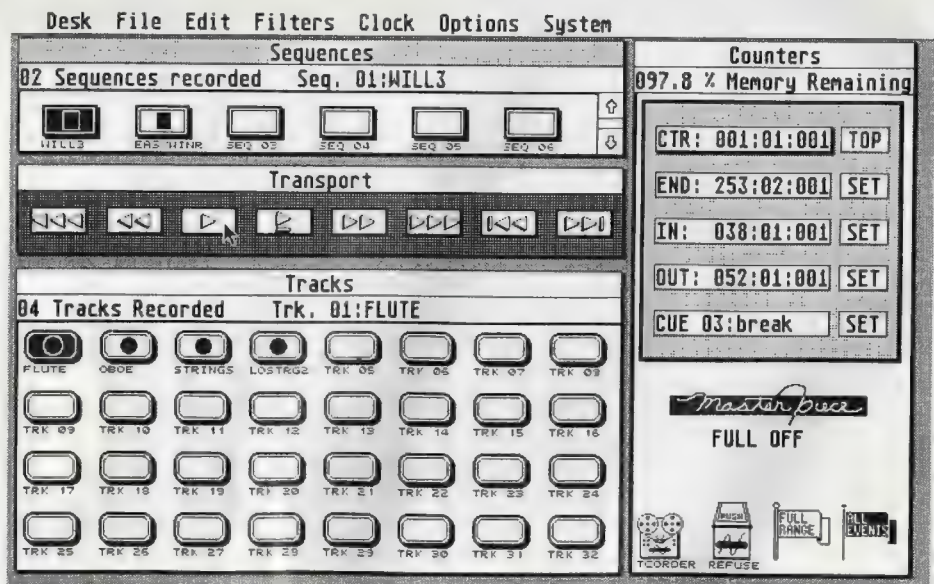 Desk File Edit Filters Clock Options System
Sequences
02 Sequences recorded Seq. 01:WILL3
WILL3 EAS WINR SEQ 03 SEQ 04 SEQ 05 SEQ 06
Transport
Tracks
04 Tracks Recorded Trk. 01:FLUTE
FLUTE OBOE STRINGS LOSTRG2 TRK 05 TRK 06 TRK 07 TRK 08
TRK 09 TRK 10 TRK 11 TRK 12 TRK 13 TRK 14 TRK 15 TRK 16
TRK 17 TRK 18 TRK 19 TRK 20 TRK 21 TRK 22 TRK 23 TRK 24
TRK 25 TRK 26 TRK 27 TRK 28 TRK 29 TRK 30 TRK 31 TRK 32
Counters
097.8 % Memory Remaining
CTR: 001:01:001 TOP
END: 253:02:001 SET
IN: 038:01:001 SET
OUT: 052:01:001 SET
CUE 03:break SET
Master Piece
FULL OFF
PUSH
FULL RANGE
ALL EVENTS
TCORDER REFUSE